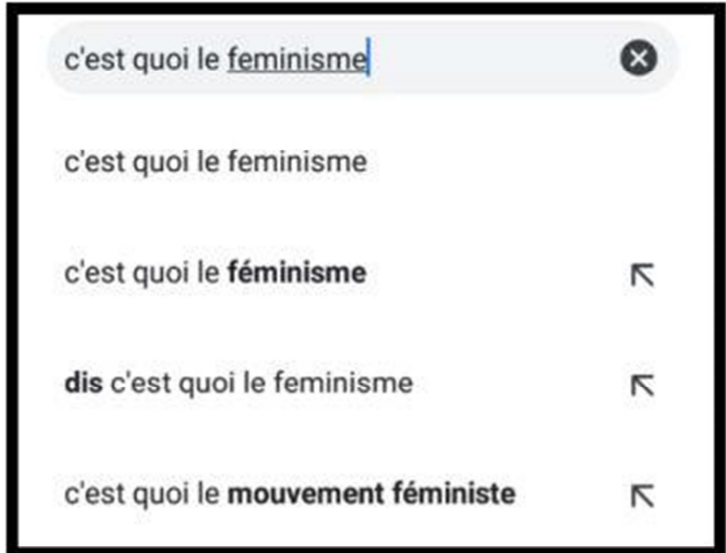 c'est quoi le feminisme
c'est quoi le feminisme
c'est quoi le féminisme
dis c'est quoi le feminisme
c'est quoi le mouvement féministe